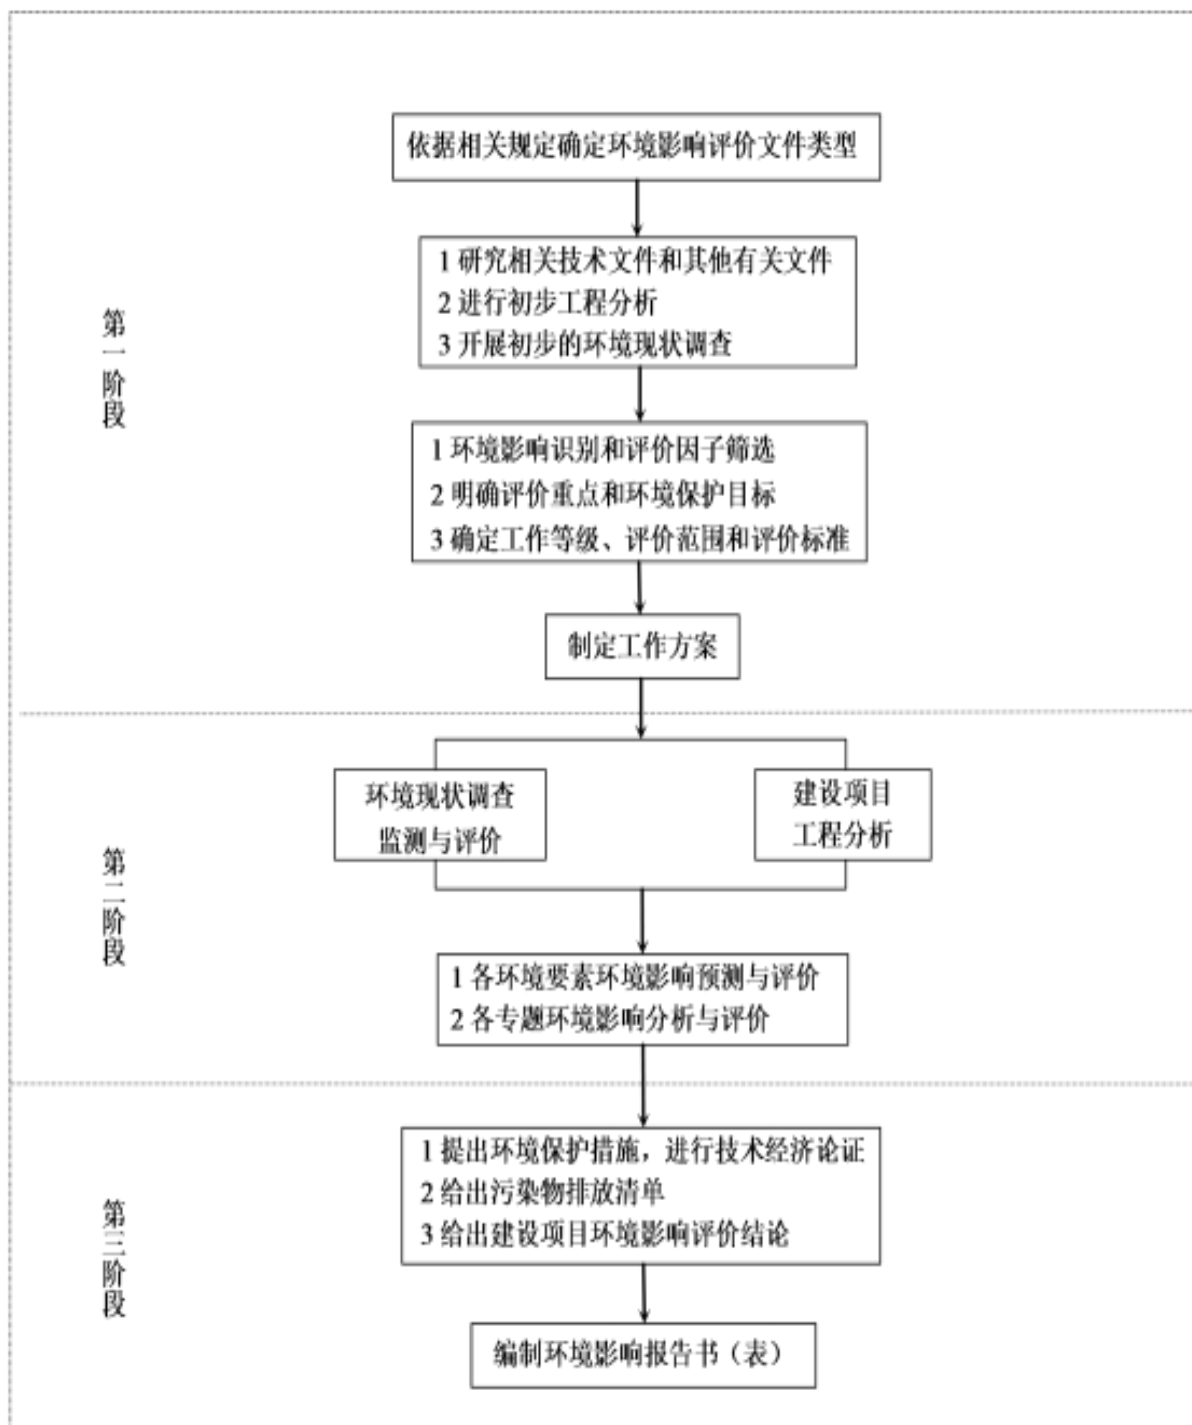 依据相关规定确定环境影响评价文件类型
1 研究相关技术文件和其他有关文件
2 进行初步工程分析
3 开展初步的环境现状调查
第一阶段
1 环境影响识别和评价因子筛选
2 明确评价重点和环境保护目标
3 确定工作等级、评价范围和评价标准
制定工作方案
环境现状调查
监测与评价
建设项目
工程分析
第二阶段
1 各环境要素环境影响预测与评价
2 各专题环境影响分析与评价
1 提出环境保护措施，进行技术经济论证
2 给出污染物排放清单
3 给出建设项目环境影响评价结论
第三阶段
编制环境影响报告书（表）